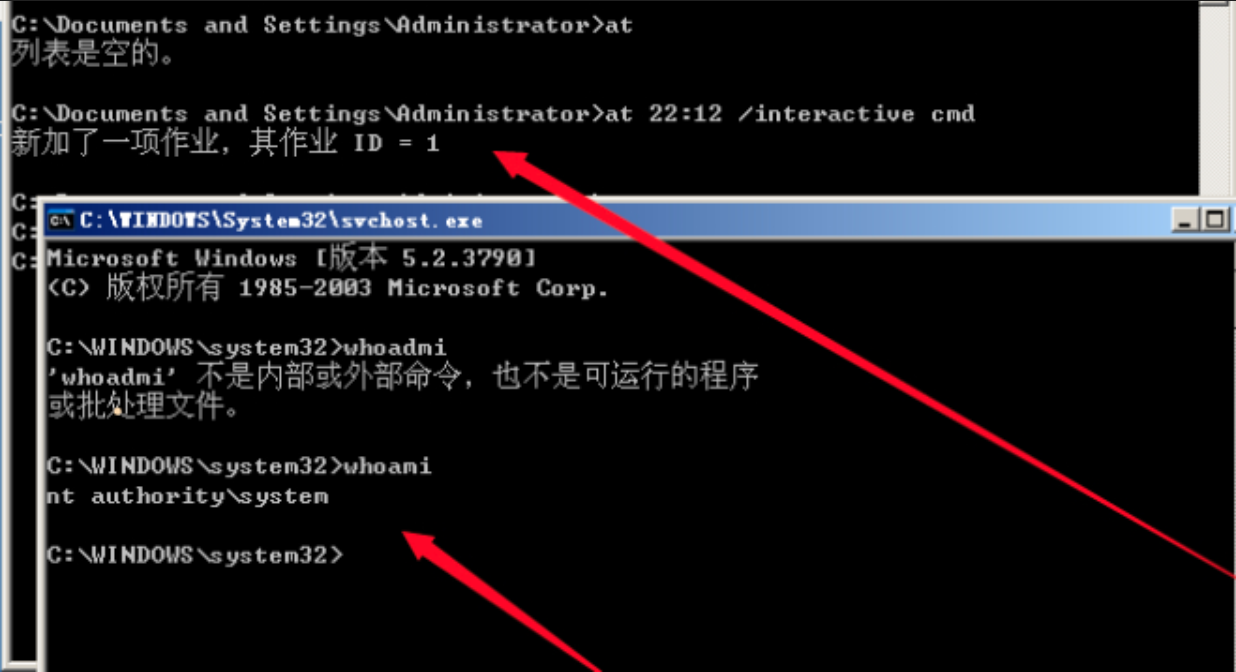 C:\Documents and Settings\Administrator>at
列表是空的。
C:\Documents and Settings\Administrator>at 22:12 /interactive cmd
新加了一项作业，其作业 ID = 1
C:
C:
C:
C:\WINDOWS\System32\svchost.exe
Microsoft Windows [版本 5.2.3790]
(C) 版权所有 1985-2003 Microsoft Corp.
C:\WINDOWS\system32>whoadmi
'whoadmi' 不是内部或外部命令，也不是可运行的程序
或批处理文件。
C:\WINDOWS\system32>whoami
nt authority\system
C:\WINDOWS\system32>